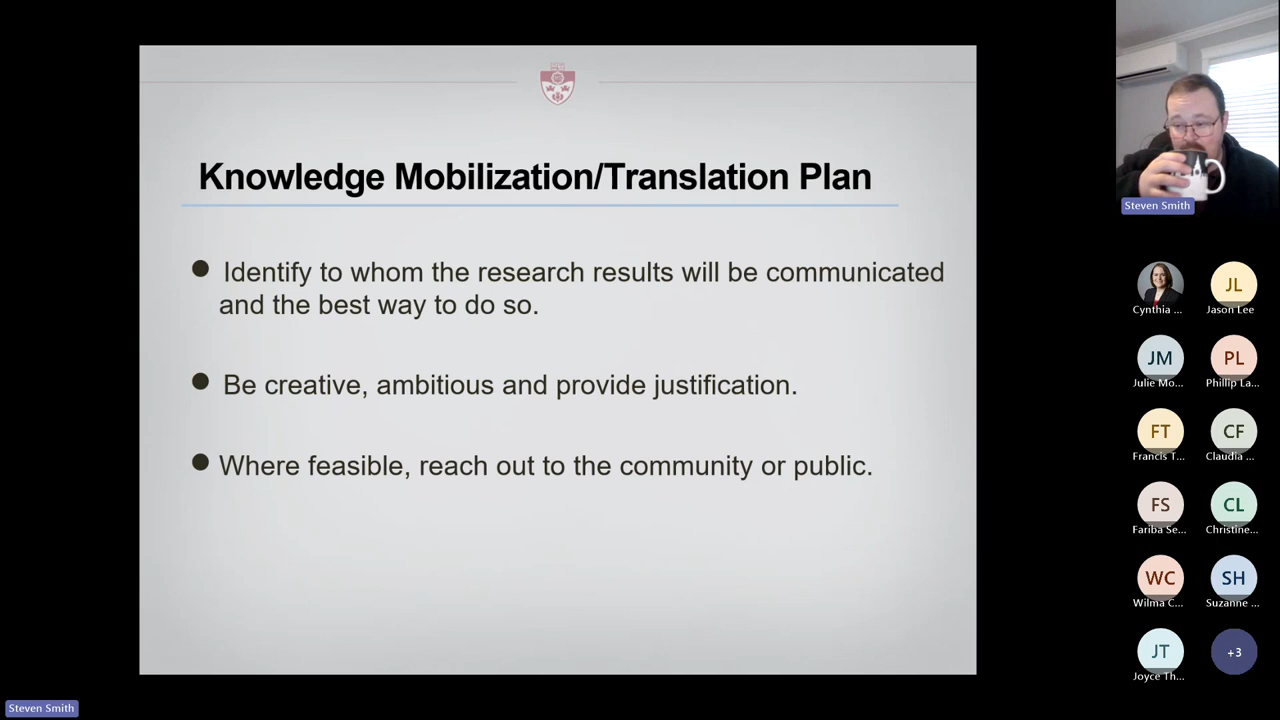 Knowledge Mobilization/Translation Plan
● Identify to whom the research results will be communicated
and the best way to do so.
● Be creative, ambitious and provide justification.
● Where feasible, reach out to the community or public.
Steven Smith
Cynthia ...
JL
Jason Lee
JM
Julie Mo...
PL
Phillip La...
FT
Francis T...
CF
Claudia ...
FS
Fariba Se...
CL
Christine...
WC
Wilma C...
SH
Suzanne ...
JT
Joyce Th...
+3
Steven Smith